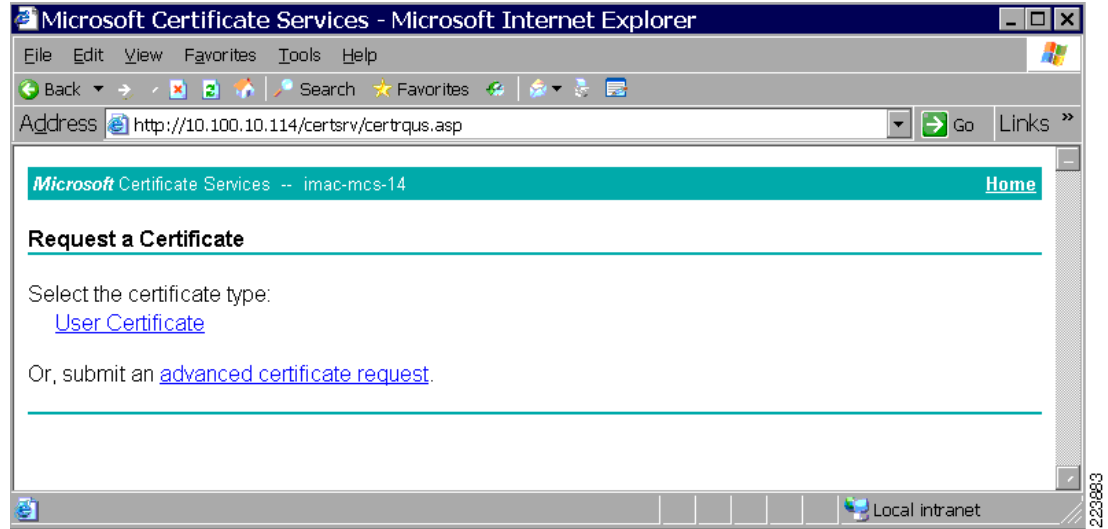 Microsoft Certificate Services - Microsoft Internet Explorer
File Edit View Favorites Tools Help
Back Search Favorites
Address http://10.100.10.114/certsrv/certrqus.asp Go Links »
Microsoft Certificate Services -- imac-mcs-14 Home
Request a Certificate
Select the certificate type:
User Certificate
Or, submit an advanced certificate request.
Local intranet
223883